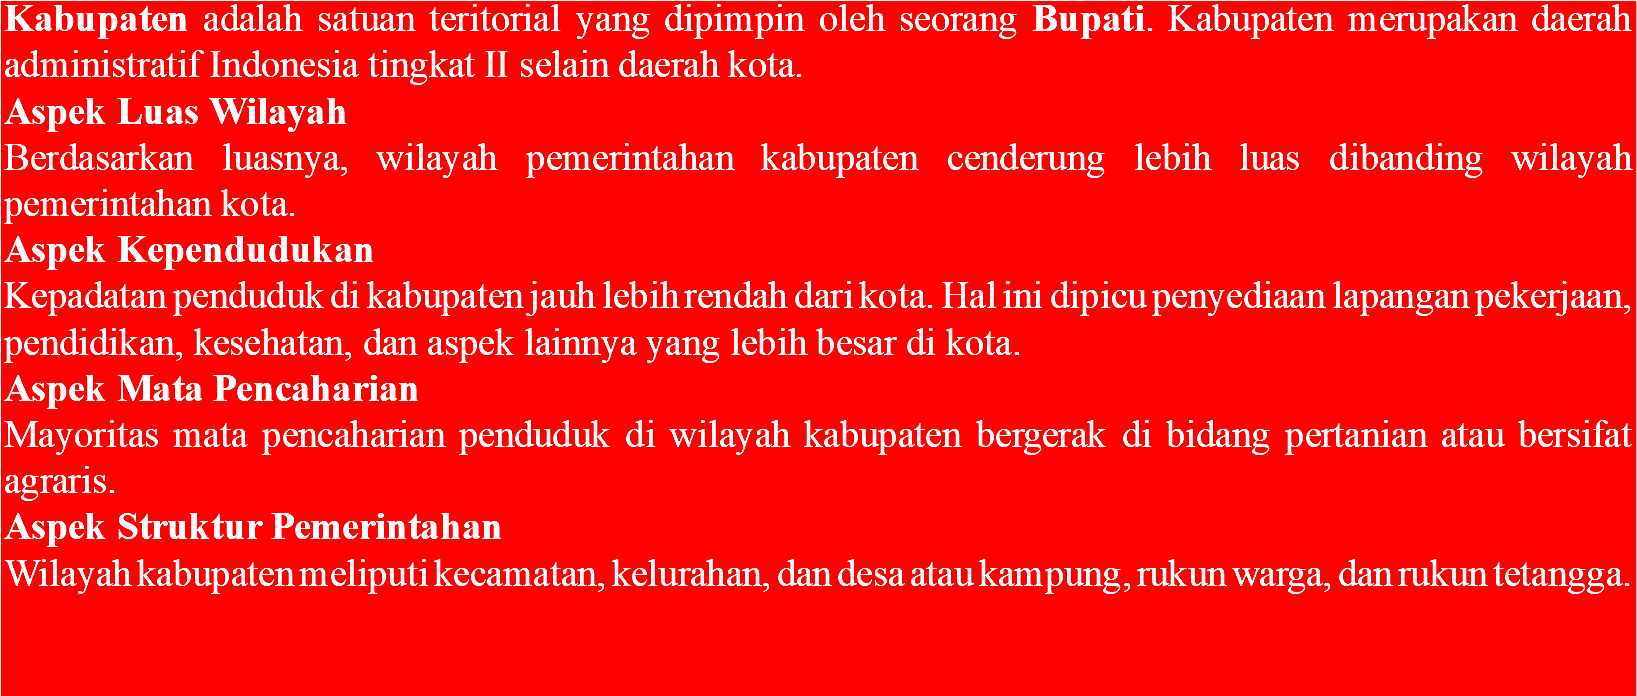 Kabupaten adalah satuan teritorial yang dipimpin oleh seorang Bupati. Kabupaten merupakan daerah
administratif Indonesia tingkat II selain daerah kota.
Aspek Luas Wilayah
Berdasarkan luasnya, wilayah pemerintahan kabupaten cenderung lebih luas dibanding wilayah
pemerintahan kota.
Aspek Kependudukan
Kepadatan penduduk di kabupaten jauh lebih rendah dari kota. Hal ini dipicu penyediaan lapangan pekerjaan,
pendidikan, kesehatan, dan aspek lainnya yang lebih besar di kota.
Aspek Mata Pencaharian
Mayoritas mata pencaharian penduduk di wilayah kabupaten bergerak di bidang pertanian atau bersifat
agraris.
Aspek Struktur Pemerintahan
Wilayah kabupaten meliputi kecamatan, kelurahan, dan desa atau kampung, rukun warga, dan rukun tetangga.